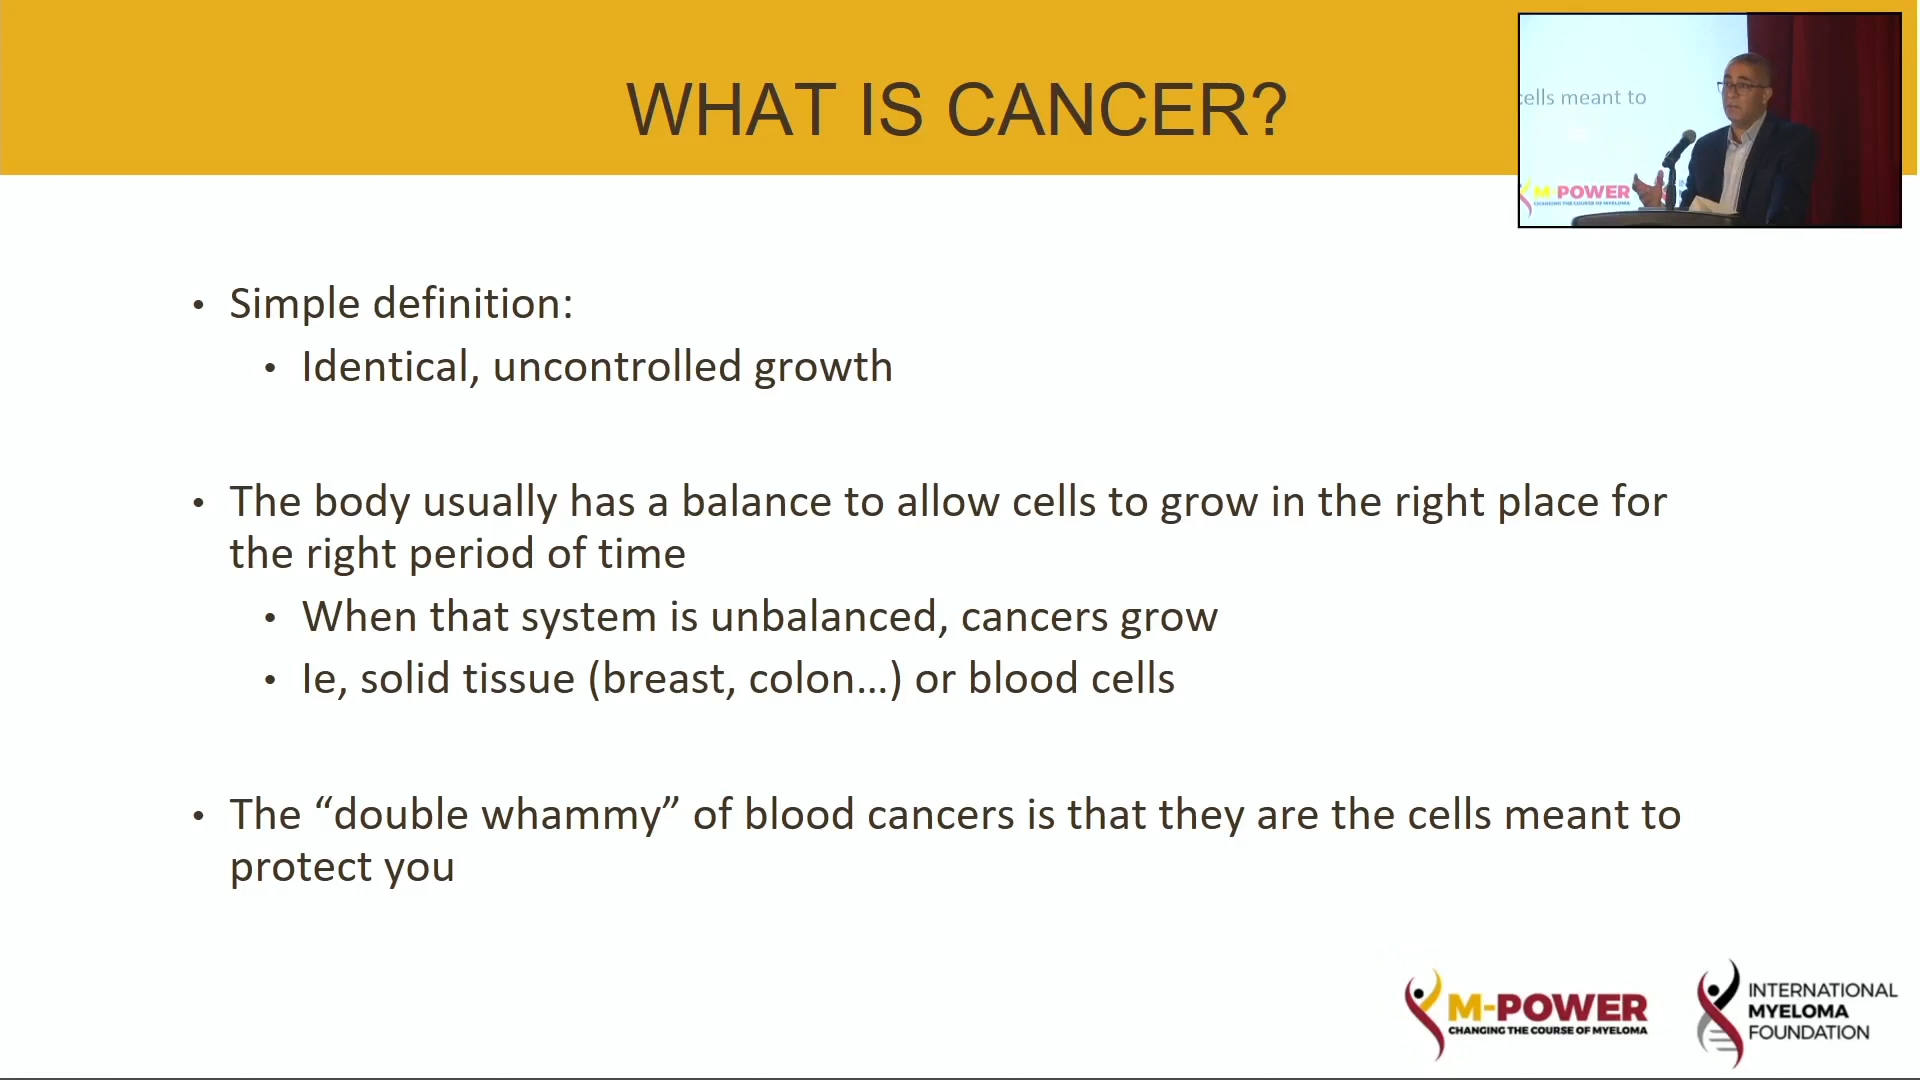 WHAT IS CANCER?
cells meant to
M-POWER
CHANGING THE COURSE OF MYELOMA
• Simple definition:
• Identical, uncontrolled growth
• The body usually has a balance to allow cells to grow in the right place for
the right period of time
• When that system is unbalanced, cancers grow
• Ie, solid tissue (breast, colon…) or blood cells
• The “double whammy” of blood cancers is that they are the cells meant to
protect you
M-POWER
CHANGING THE COURSE OF MYELOMA
INTERNATIONAL
MYELOMA
FOUNDATION